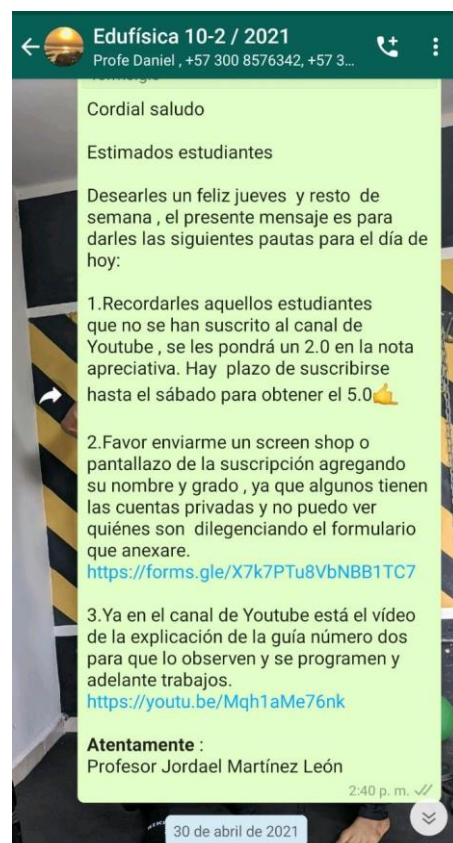 Edufísica 10-2 / 2021
Profe Daniel , +57 300 8576342, +57 3...
Cordial saludo
Estimados estudiantes
Desearles un feliz jueves y resto de
semana , el presente mensaje es para
darles las siguientes pautas para el día de
hoy:
1.Recordarles aquellos estudiantes
que no se han suscrito al canal de
Youtube , se les pondrá un 2.0 en la nota
apreciativa. Hay plazo de suscribirse
hasta el sábado para obtener el 5.0🤙
2.Favor enviarme un screen shop o
pantallazo de la suscripción agregando
su nombre y grado , ya que algunos tienen
las cuentas privadas y no puedo ver
quiénes son dilegenciando el formulario
que anexare.
https://forms.gle/X7k7PTu8VbNBB1TC7
3.Ya en el canal de Youtube está el vídeo
de la explicación de la guía número dos
para que lo observen y se programen y
adelante trabajos.
https://youtu.be/Mqh1aMe76nk
Atentamente :
Profesor Jordael Martínez León
2:40 p. m.
30 de abril de 2021